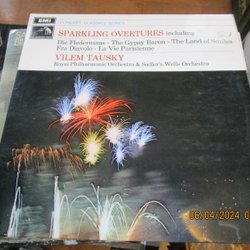 EMI
CONCERT CLASSICS SERIES
SPARKLING OVERTURES including
Die Fledermaus - The Gypsy Baron - The Land of Smiles
Fra Diavolo - La Vie Parisienne
VILEM TAUSKY
Royal Philharmonic Orchestra & Sadler's Wells Orchestra
06/04/2024